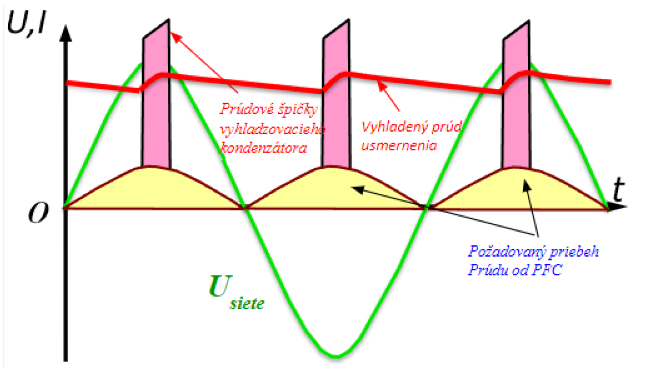 U,I
Prúdové špičky
vyhladzovacieho
kondenzátora
Vyhladený prúd
usmernenia
t
O
Požadovaný priebeh
Prúdu od PFC
U siete